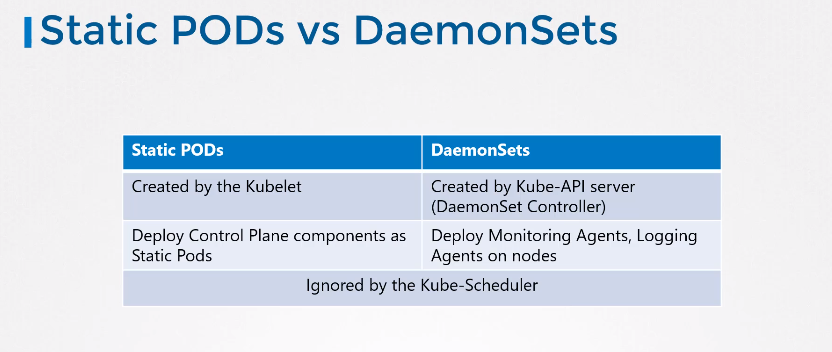 Static PODs vs DaemonSets
Static PODs
DaemonSets
Created by the Kubelet
Created by Kube-API server
(DaemonSet Controller)
Deploy Control Plane components as
Static Pods
Deploy Monitoring Agents, Logging
Agents on nodes
Ignored by the Kube-Scheduler